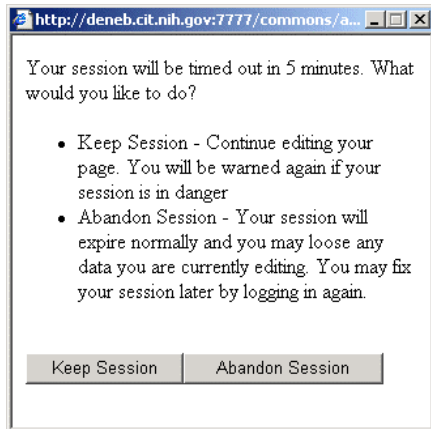 http://deneb.cit.nih.gov:7777/commons/a...
Your session will be timed out in 5 minutes. What
would you like to do?
• Keep Session - Continue editing your
page. You will be warned again if your
session is in danger
• Abandon Session - Your session will
expire normally and you may loose any
data you are currently editing. You may fix
your session later by logging in again.
Keep Session Abandon Session